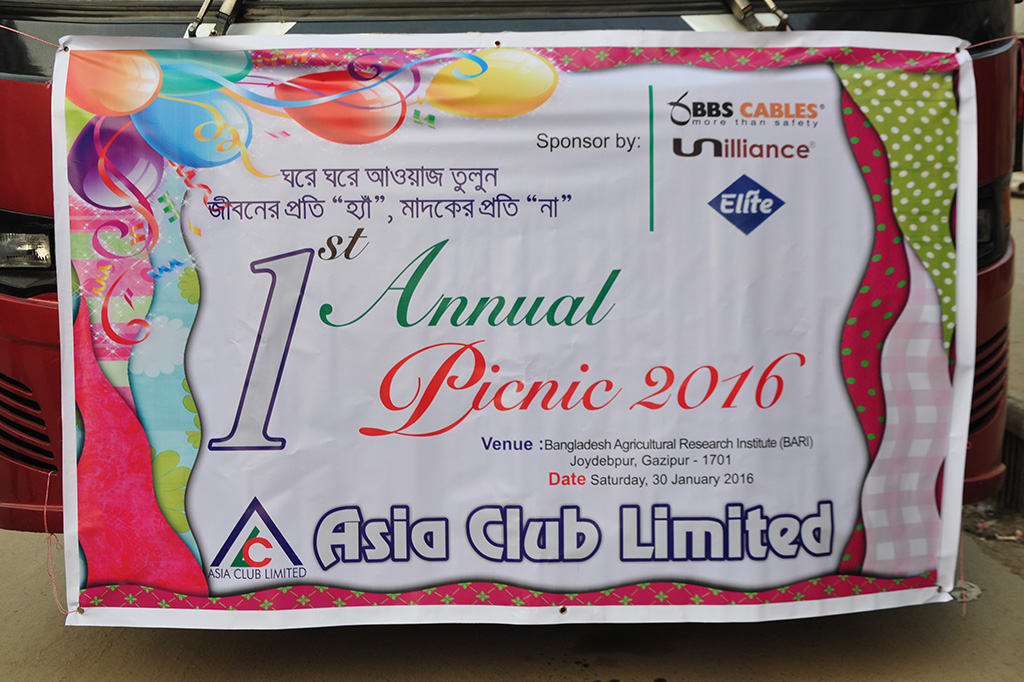 Sponsor by:
BBS CABLES®
more than safety
Unilliance®
Elite
ঘরে ঘরে আওয়াজ তুলুন
জীবনের প্রতি “হ্যাঁ”, মাদকের প্রতি “না”
1st Annual
Picnic 2016
Venue : Bangladesh Agricultural Research Institute (BARI)
Joydebpur, Gazipur - 1701
Date Saturday, 30 January 2016
AC
ASIA CLUB LIMITED
Asia Club Limited